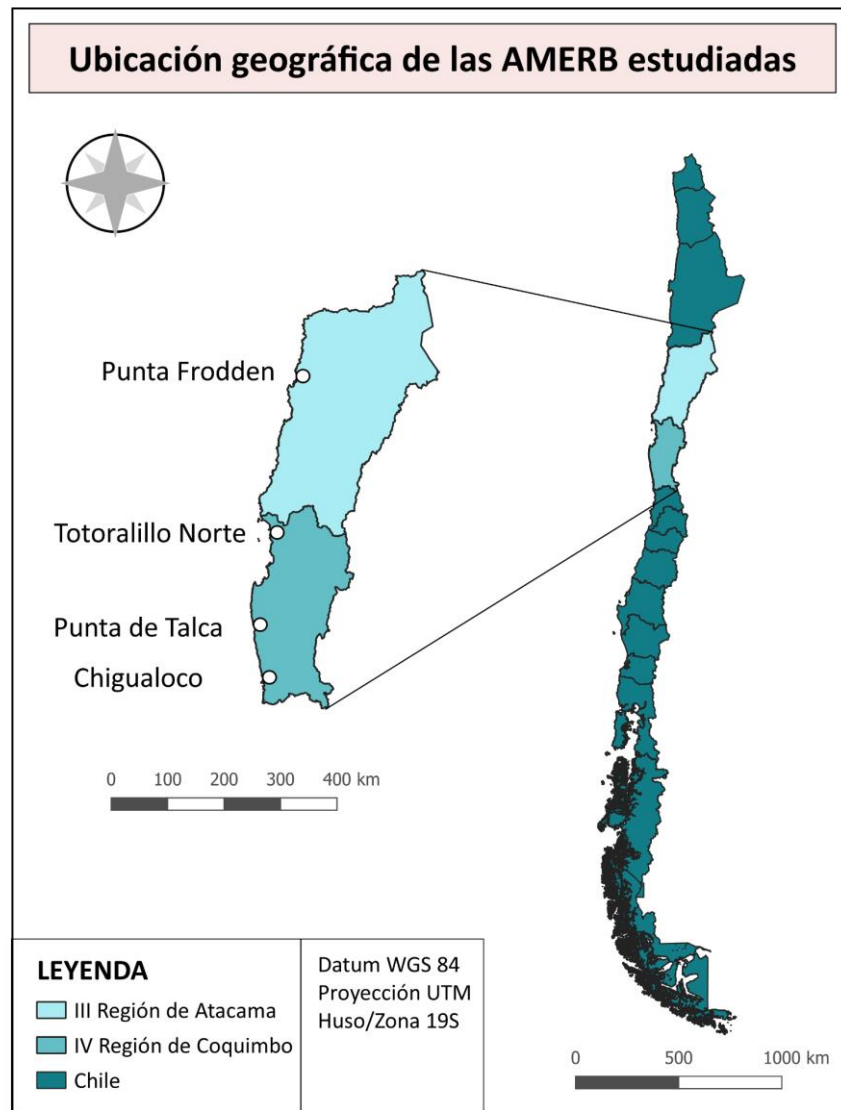 Ubicación geográfica de las AMERB estudiadas
Punta Frodden
Totoralillo Norte
Punta de Talca
Chigualoco
0 100 200 300 400 km
LEYENDA
III Región de Atacama
IV Región de Coquimbo
Chile
Datum WGS 84
Proyección UTM
Huso/Zona 19S
0 500 1000 km